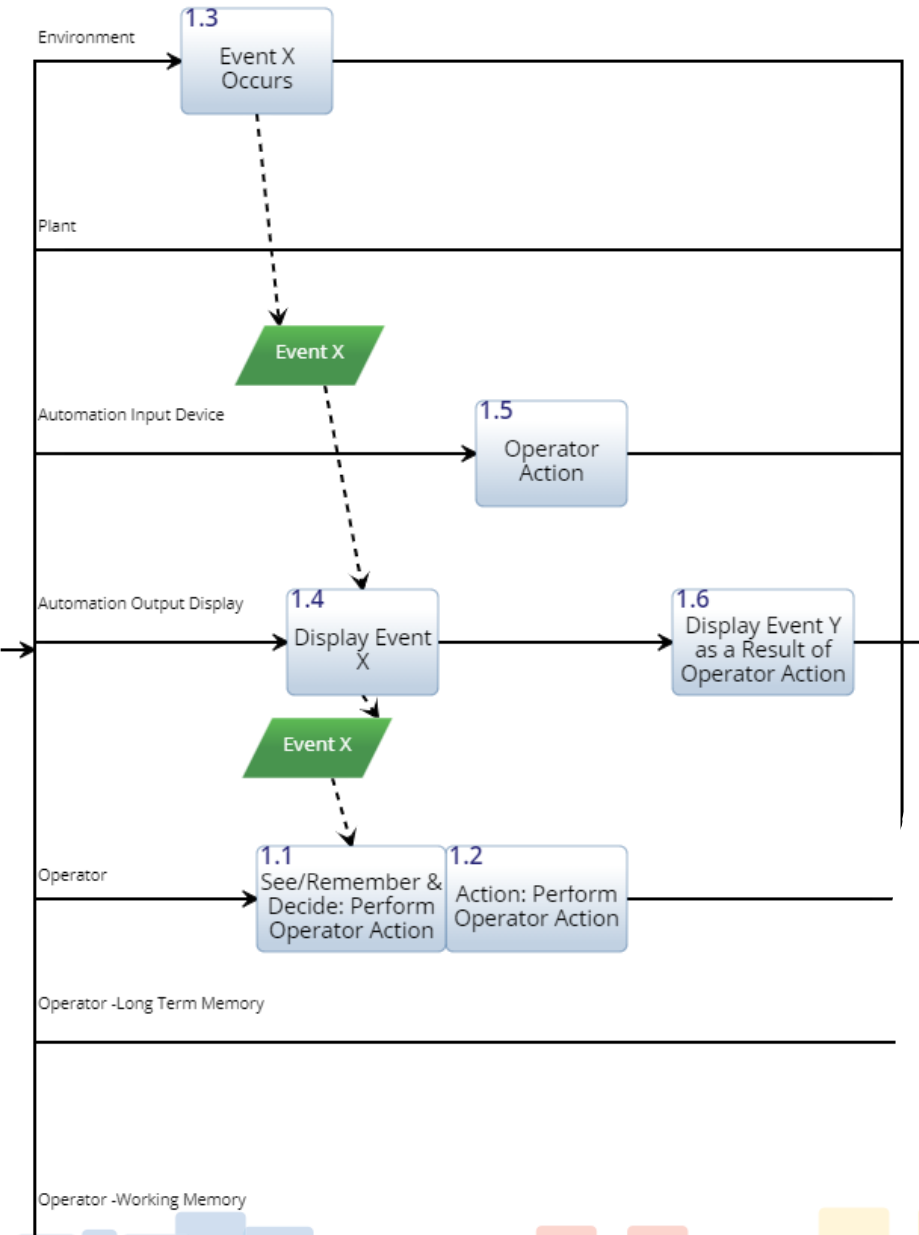 Environment
1.3
Event X
Occurs
Plant
Event X
Automation Input Device
1.5
Operator
Action
Automation Output Display
1.4
Display Event
X
1.6
Display Event Y
as a Result of
Operator Action
Event X
Operator
1.1
See/Remember &
Decide: Perform
Operator Action
1.2
Action: Perform
Operator Action
Operator -Long Term Memory
Operator -Working Memory